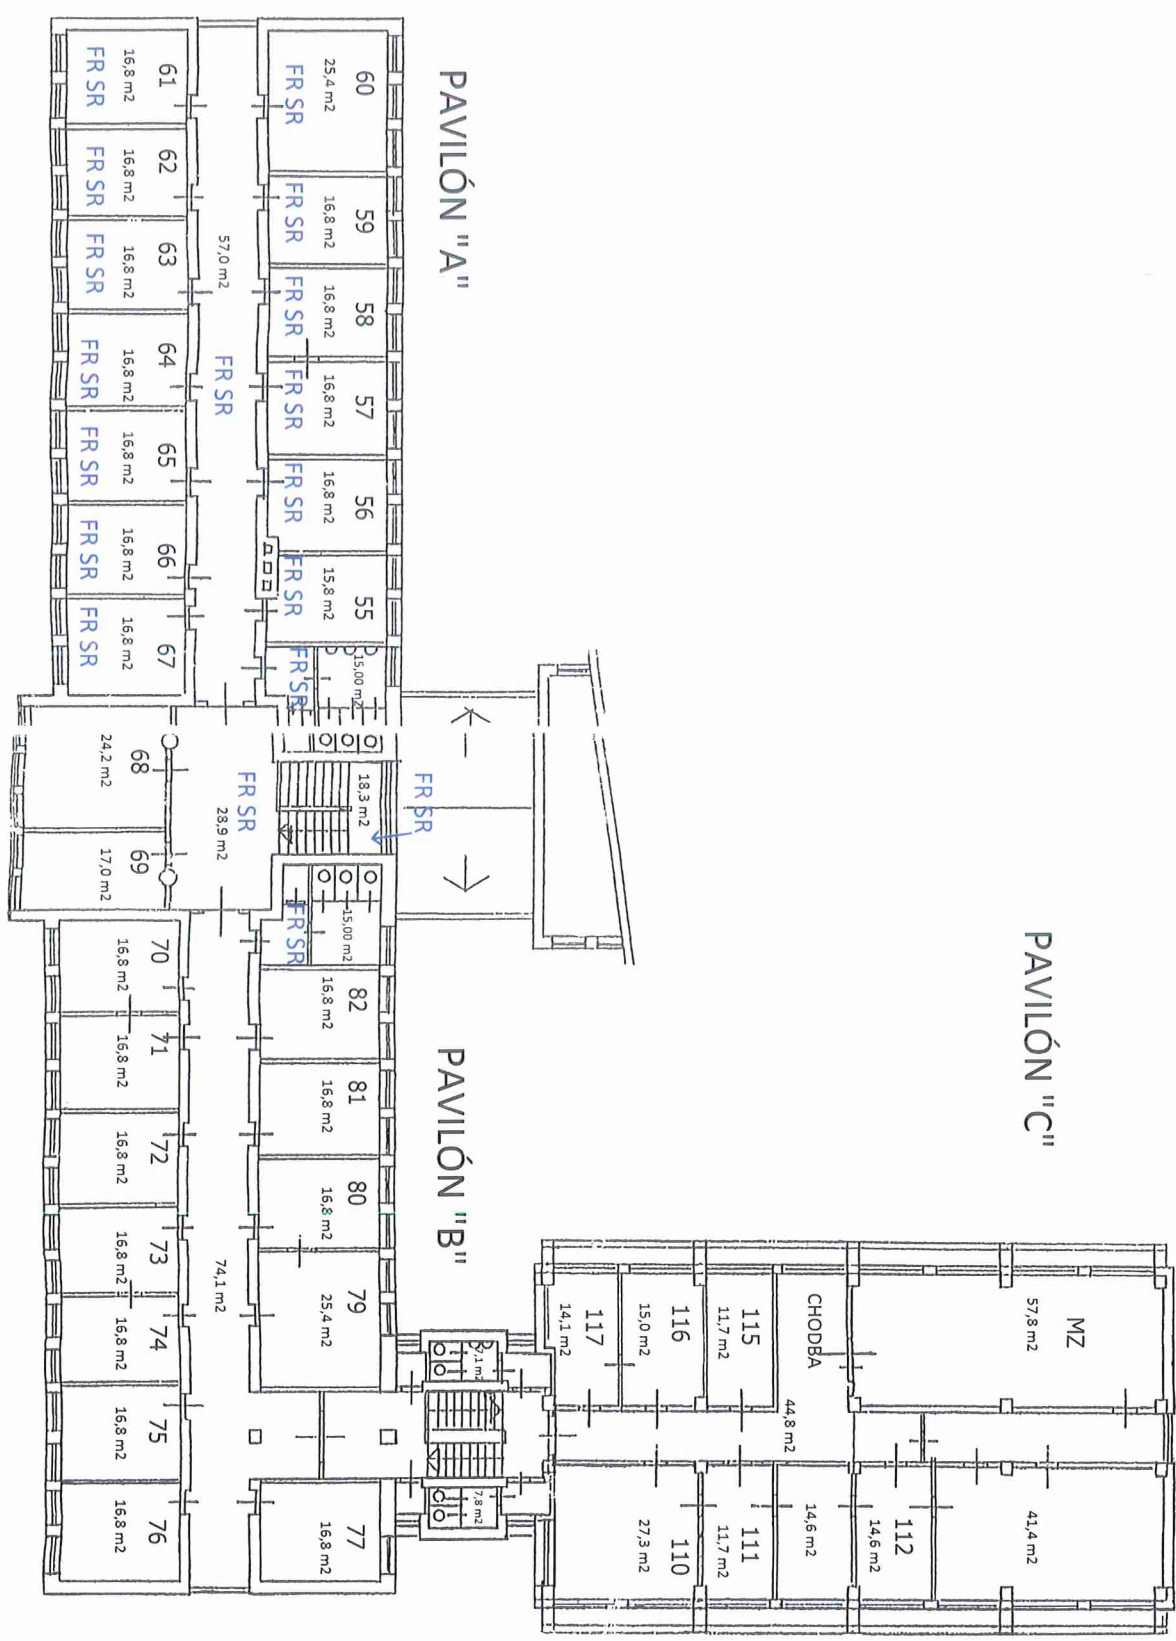 PAVILÓN "A"
60
25,4 m2
FR SR
59
16,8 m2
FR SR
58
16,8 m2
FR SR
57
16,8 m2
FR SR
56
16,8 m2
FR SR
55
15,8 m2
FR SR
15,00 m2
FR SR
57,0 m2
FR SR
61
16,8 m2
FR SR
62
16,8 m2
FR SR
63
16,8 m2
FR SR
64
16,8 m2
FR SR
65
16,8 m2
FR SR
66
16,8 m2
FR SR
67
16,8 m2
FR SR
18,3 m2
FR SR
FR SR
28,9 m2
68
24,2 m2
69
17,0 m2
PAVILÓN "B"
15,00 m2
FR SR
82
16,8 m2
81
16,8 m2
80
16,8 m2
79
25,4 m2
77
16,8 m2
74,1 m2
70
16,8 m2
71
16,8 m2
72
16,8 m2
73
16,8 m2
74
16,8 m2
75
16,8 m2
76
16,8 m2
7,1 m2
7,8 m2
PAVILÓN "C"
MZ
57,8 m2
CHODBA
44,8 m2
115
11,7 m2
116
15,0 m2
117
14,1 m2
41,4 m2
112
14,6 m2
14,6 m2
111
11,7 m2
110
27,3 m2